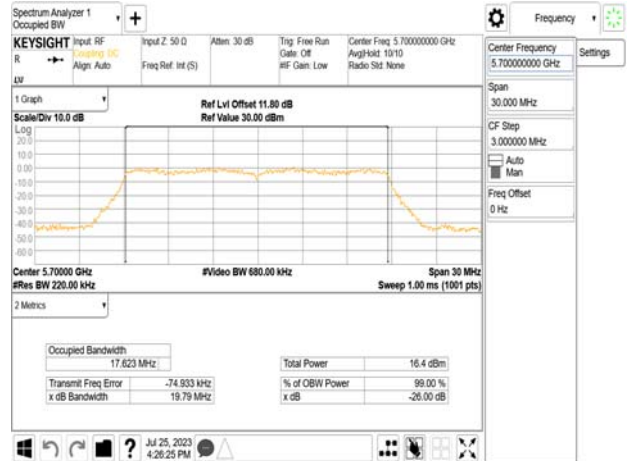 Spectrum Analyzer 1
Occupied BW
+
Frequency
KEYSIGHT
R
Input: RF
Coupling: DC
Align: Auto
Input Z: 50 Ω
Freq Ref: Int (S)
Atten: 30 dB
Trig: Free Run
Gate: Off
#IF Gain: Low
Center Freq: 5.700000000 GHz
Avg|Hold: 10/10
Radio Std: None
Center Frequency
5.700000000 GHz
Settings
Span
30.000 MHz
CF Step
3.000000 MHz
Auto
Man
Freq Offset
0 Hz
1 Graph
Scale/Div 10.0 dB
Ref Lvl Offset 11.80 dB
Ref Value 30.00 dBm
Log
20.0
10.0
0.00
-10.0
-20.0
-30.0
-40.0
-50.0
-60.0
Center 5.70000 GHz
#Video BW 680.00 kHz
Span 30 MHz
#Res BW 220.00 kHz
Sweep 1.00 ms (1001 pts)
2 Metrics
Occupied Bandwidth
17.623 MHz
Transmit Freq Error -74.933 kHz
x dB Bandwidth 19.79 MHz
Total Power 16.4 dBm
% of OBW Power 99.00 %
x dB -26.00 dB
?
Jul 25, 2023
4:26:25 PM